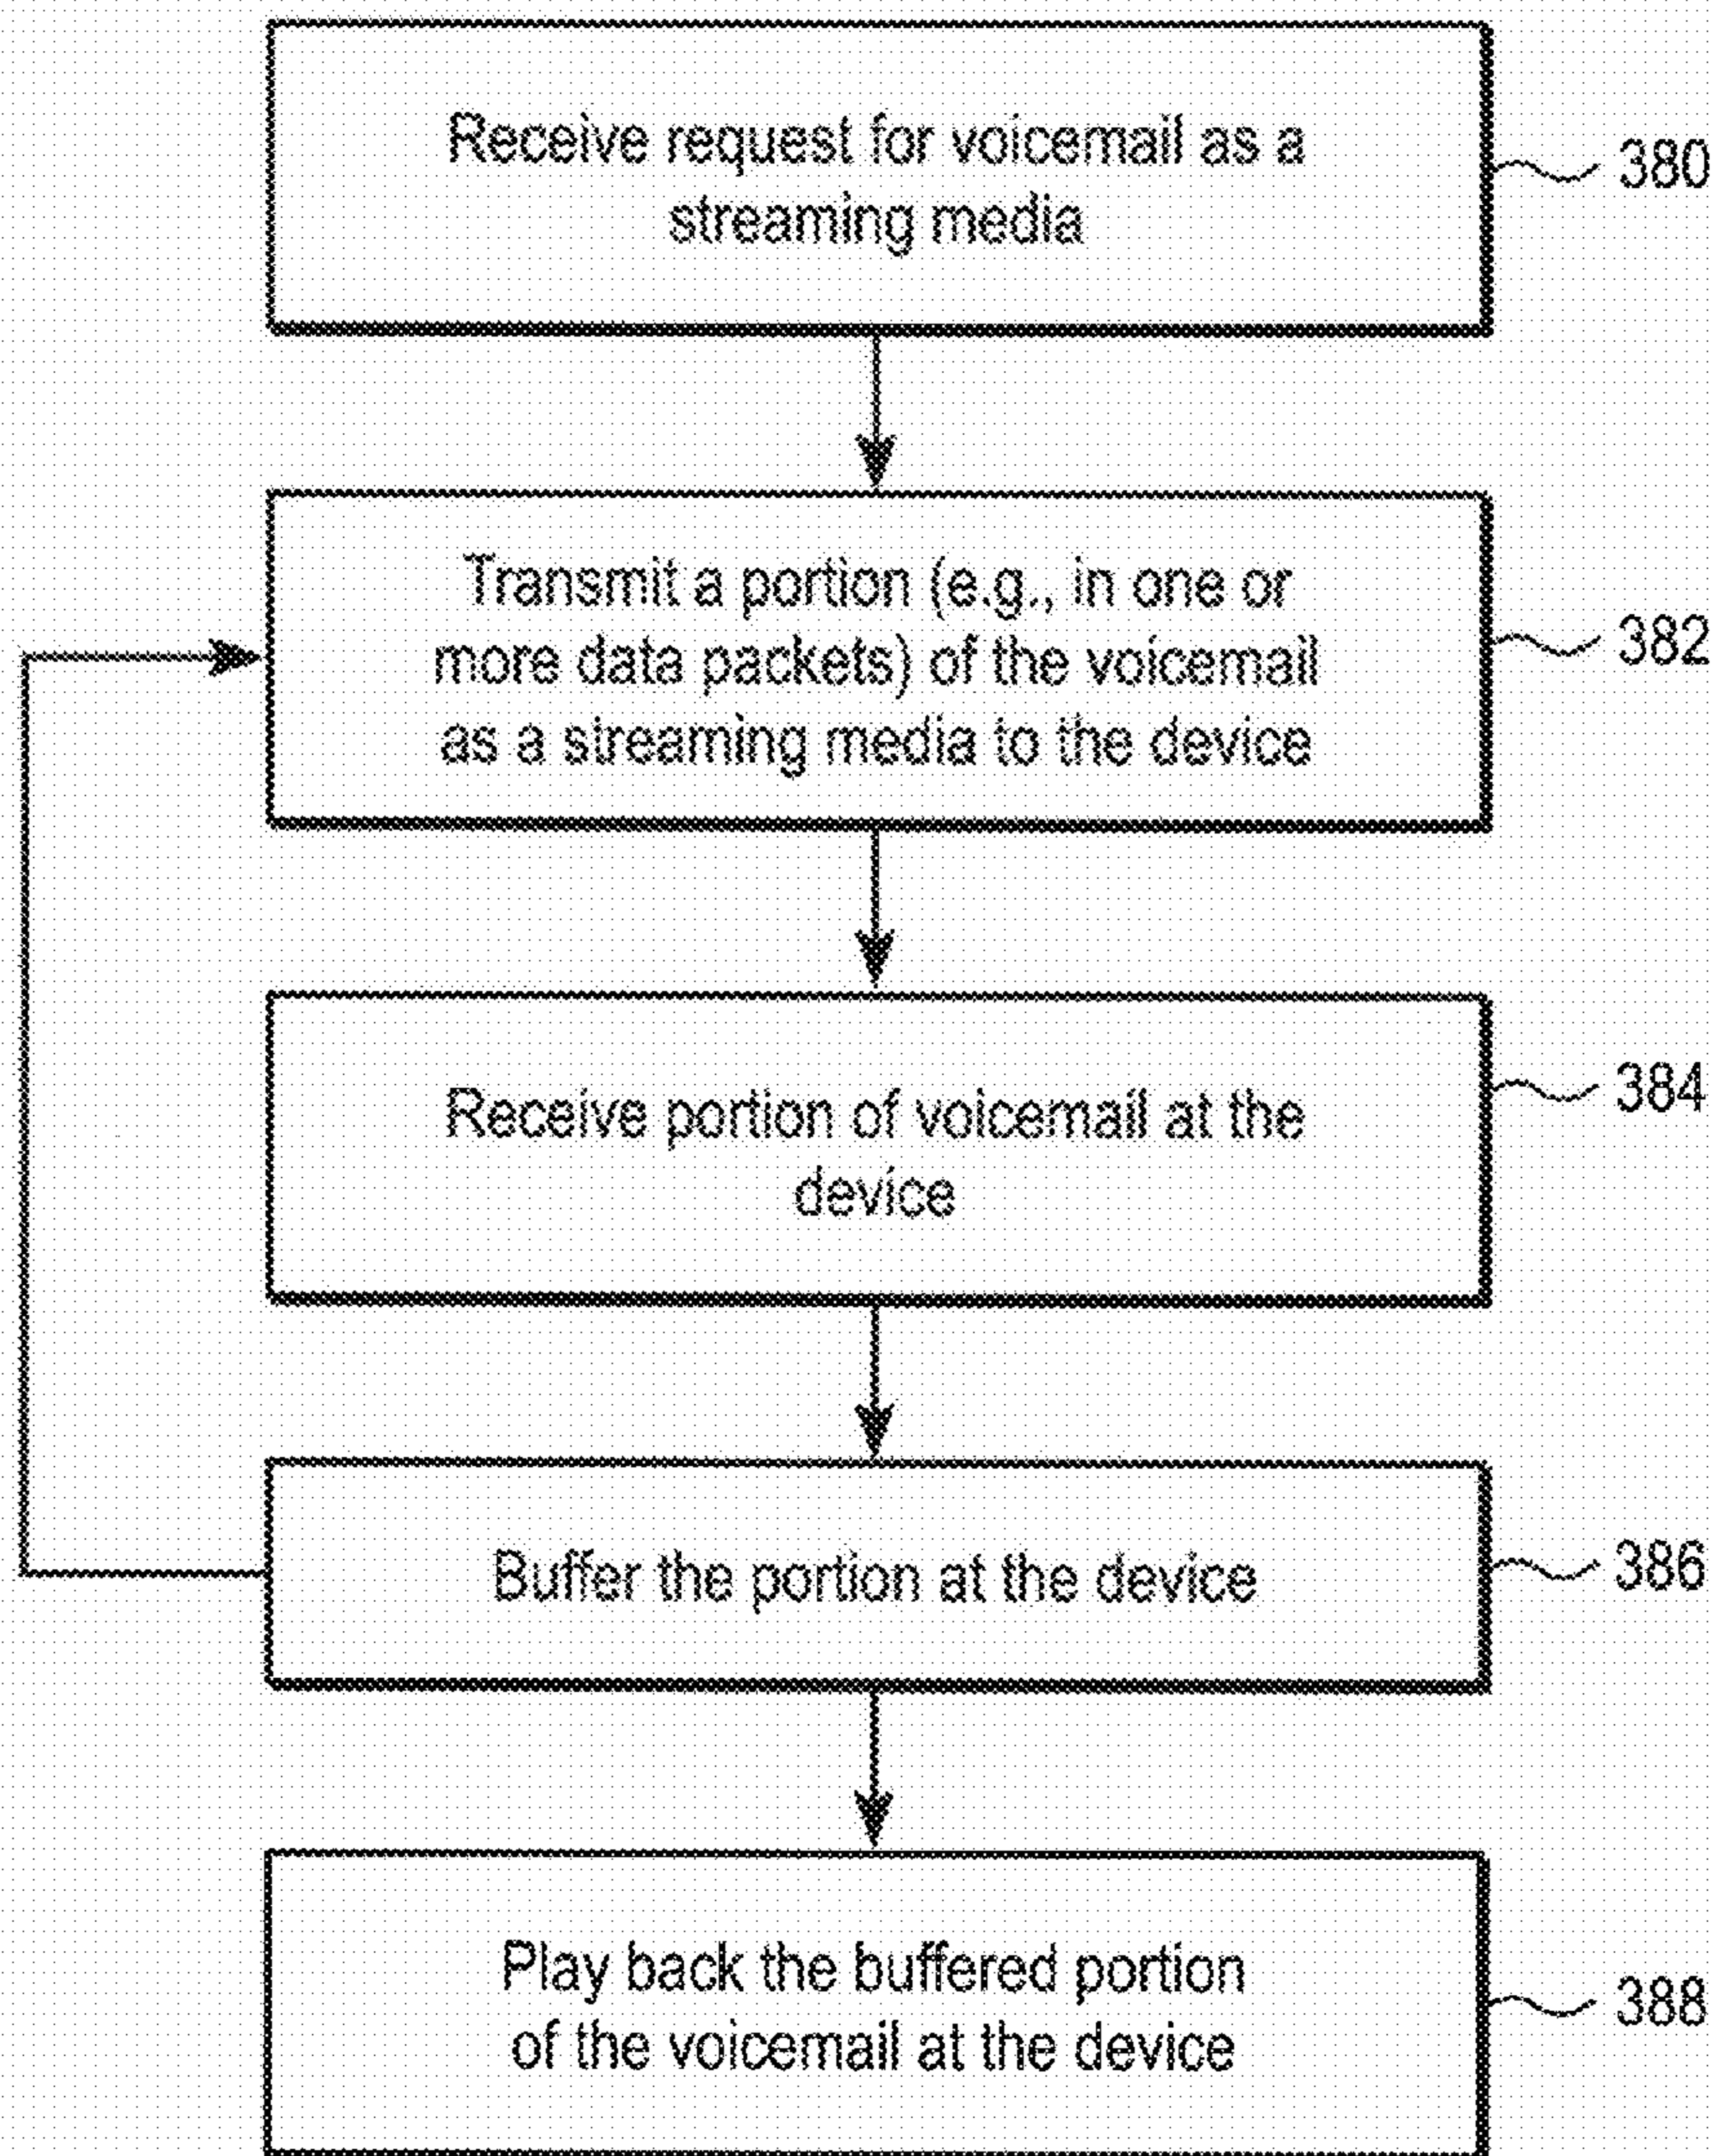 Receive request for voicemail as a
streaming media
380
Transmit a portion (e.g., in one or
more data packets) of the voicemail
as a streaming media to the device
382
Receive portion of voicemail at the
device
384
Buffer the portion at the device
386
Play back the buffered portion
of the voicemail at the device
388